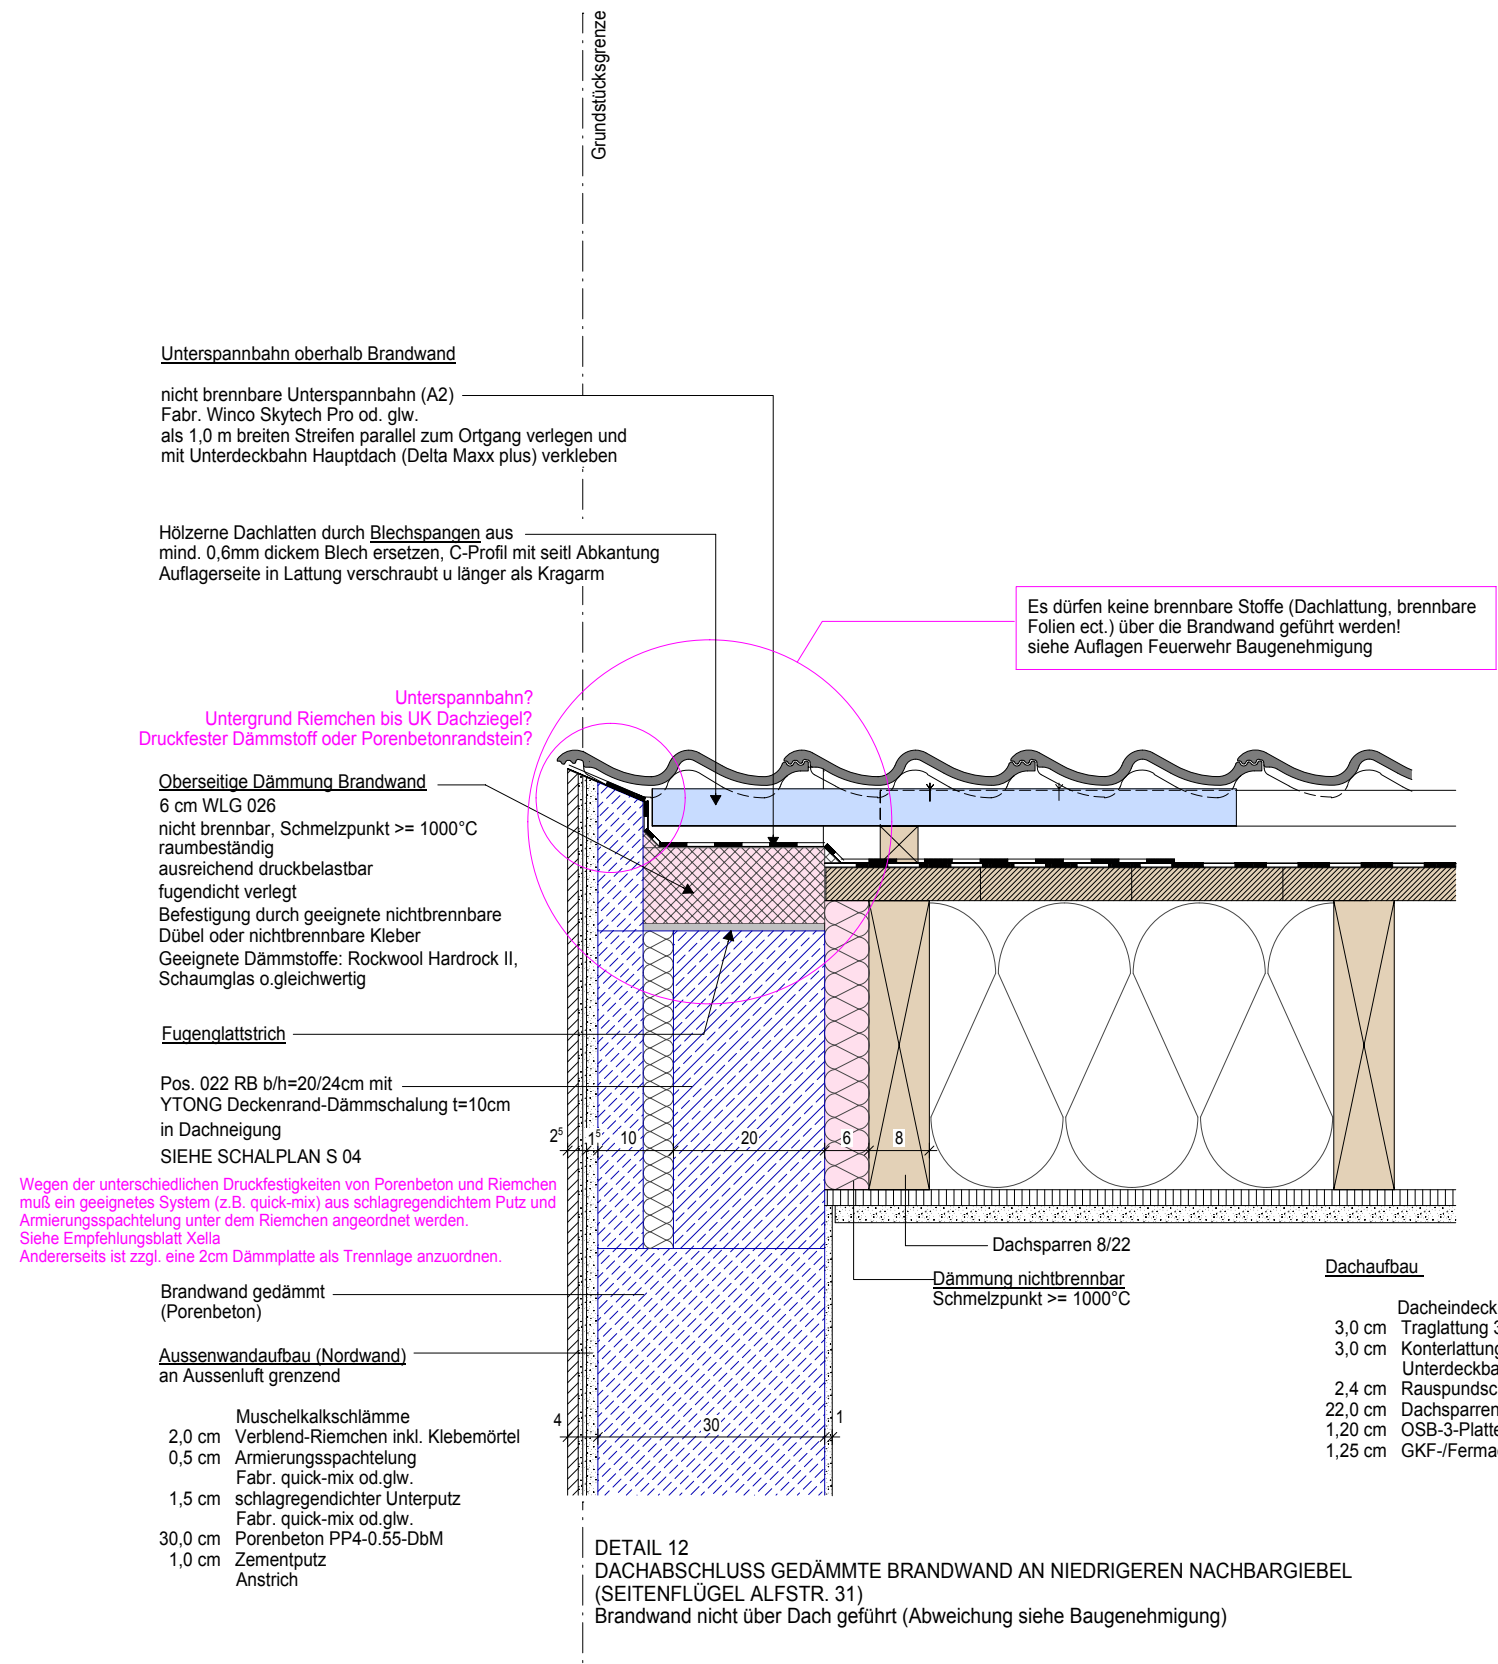 Grundstücksgrenze
Unterspannbahn oberhalb Brandwand
nicht brennbare Unterspannbahn (A2)
Fabr. Winco Skytech Pro od. glw.
als 1,0 m breiten Streifen parallel zum Ortgang verlegen und
mit Unterdeckbahn Hauptdach (Delta Maxx plus) verkleben
Hölzerne Dachlatten durch Blechspangen aus
mind. 0,6mm dickem Blech ersetzen, C-Profil mit seitl Abkantung
Auflagerseite in Lattung verschraubt u länger als Kragarm
Es dürfen keine brennbare Stoffe (Dachlattung, brennbare
Folien ect.) über die Brandwand geführt werden!
siehe Auflagen Feuerwehr Baugenehmigung
Unterspannbahn?
Untergrund Riemchen bis UK Dachziegel?
Druckfester Dämmstoff oder Porenbetonrandstein?
Oberseitige Dämmung Brandwand
6 cm WLG 026
nicht brennbar, Schmelzpunkt >= 1000°C
raumbeständig
ausreichend druckbelastbar
fugendicht verlegt
Befestigung durch geeignete nichtbrennbare
Dübel oder nichtbrennbare Kleber
Geeignete Dämmstoffe: Rockwool Hardrock II,
Schaumglas o.gleichwertig
Fugenglattstrich
Pos. 022 RB b/h=20/24cm mit
YTONG Deckenrand-Dämmschalung t=10cm
in Dachneigung
SIEHE SCHALPLAN S 04
2⁵ 1⁵ 10 20 6 8
Wegen der unterschiedlichen Druckfestigkeiten von Porenbeton und Riemchen
muß ein geeignetes System (z.B. quick-mix) aus schlagregendichtem Putz und
Armierungsspachtelung unter dem Riemchen angeordnet werden.
Siehe Empfehlungsblatt Xella
Andererseits ist zzgl. eine 2cm Dämmplatte als Trennlage anzuordnen.
Dachsparren 8/22
Dämmung nichtbrennbar
Schmelzpunkt >= 1000°C
Brandwand gedämmt
(Porenbeton)
Aussenwandaufbau (Nordwand)
an Aussenluft grenzend
Muschelkalkschlämme
2,0 cm Verblend-Riemchen inkl. Klebemörtel
0,5 cm Armierungsspachtelung
Fabr. quick-mix od.glw.
1,5 cm schlagregendichter Unterputz
Fabr. quick-mix od.glw.
30,0 cm Porenbeton PP4-0.55-DbM
1,0 cm Zementputz
Anstrich
4 30 1
Dachaufbau
Dacheindeck
3,0 cm Traglattung 3
3,0 cm Konterlattung
Unterdeckba
2,4 cm Rauspundsc
22,0 cm Dachsparren
1,20 cm OSB-3-Platte
1,25 cm GKF-/Ferma
DETAIL 12
DACHABSCHLUSS GEDÄMMTE BRANDWAND AN NIEDRIGEREN NACHBARGIEBEL
(SEITENFLÜGEL ALFSTR. 31)
Brandwand nicht über Dach geführt (Abweichung siehe Baugenehmigung)